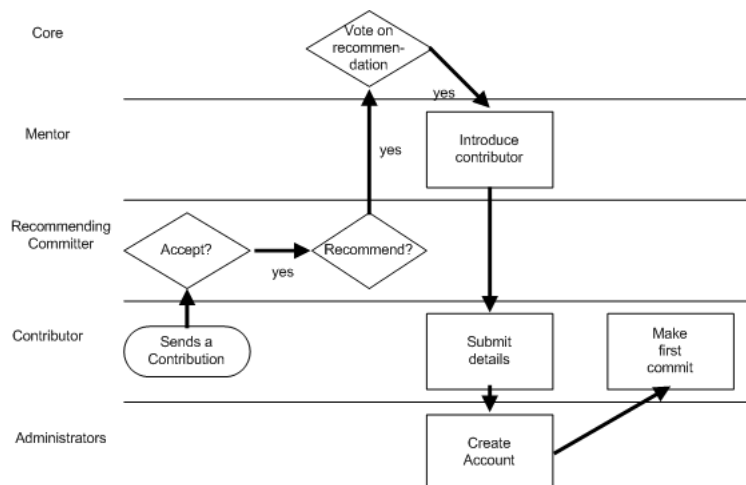 Core
Vote on
recommen-
dation
yes
Mentor
Introduce
contributor
yes
Recommending
Committer
Accept?
yes
Recommend?
Contributor
Sends a
Contribution
Submit
details
Make
first
commit
Administrators
Create
Account